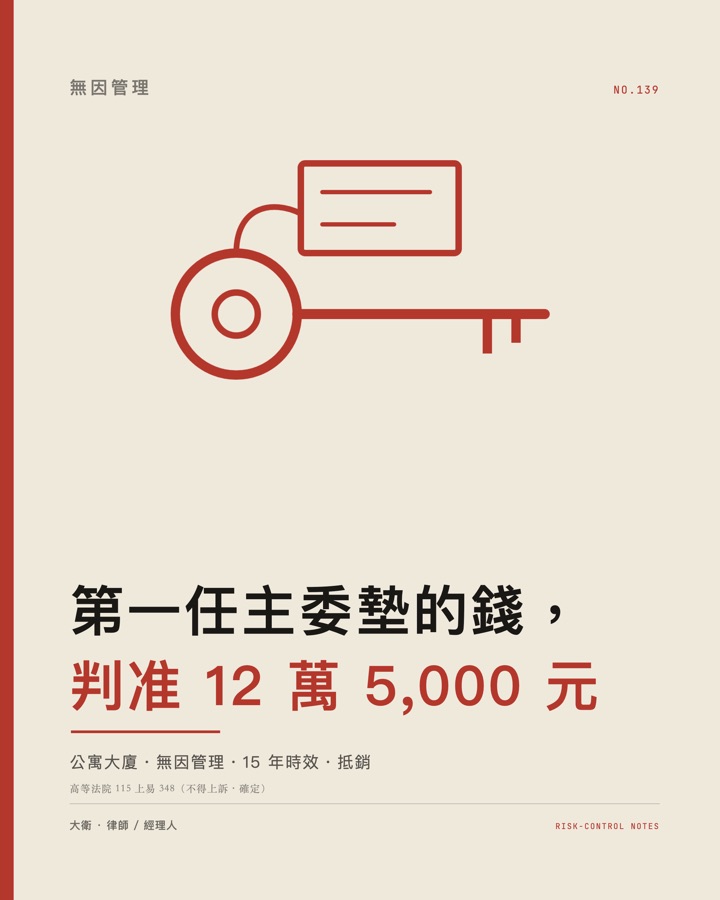 無因管理
NO.139
第一任主委墊的錢，
判准 12 萬 5,000 元
公寓大廈·無因管理·15 年時效·抵銷
高等法院 115 上易 348（不得上訴·確定）
大衛 · 律師 / 經理人
RISK-CONTROL NOTES